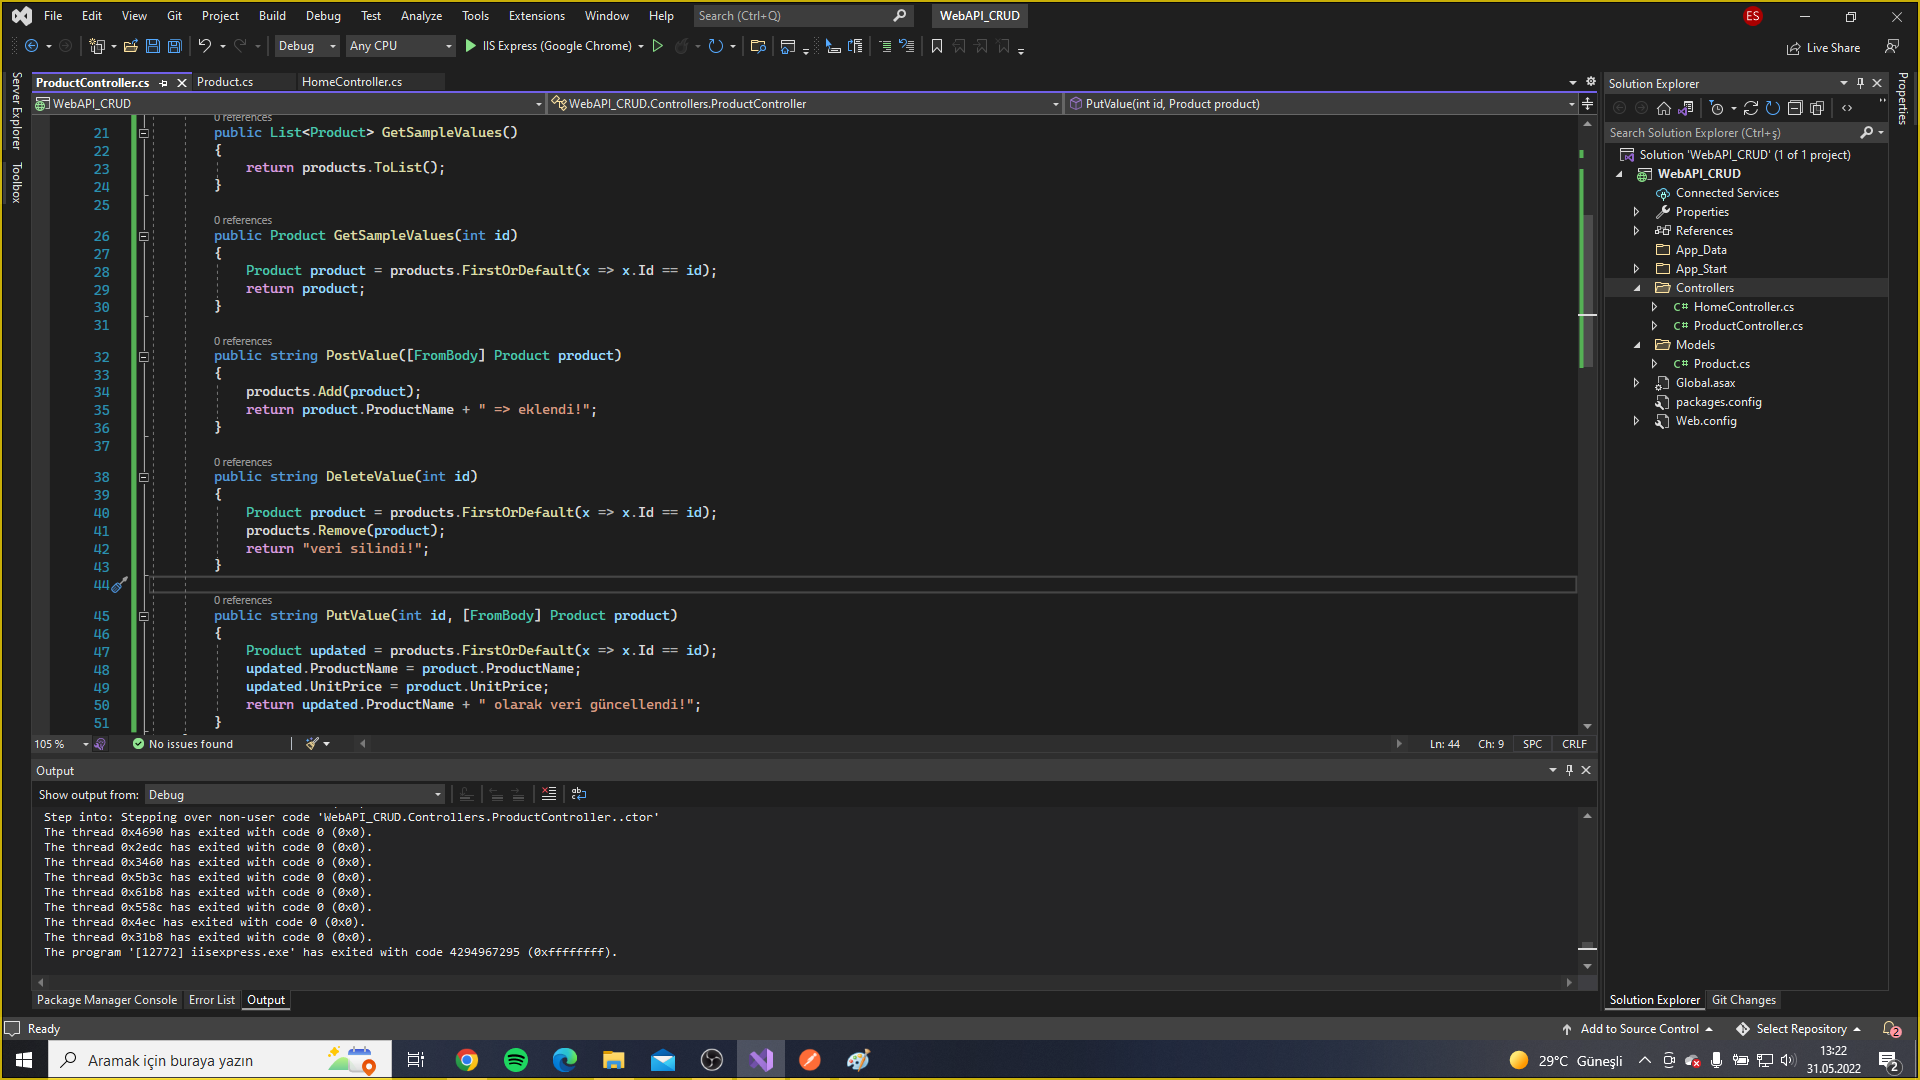 File Edit View Git Project Build Debug Test Analyze Tools Extensions Window Help Search (Ctrl+Q) WebAPI_CRUD ES
Debug Any CPU IIS Express (Google Chrome) Live Share
Server Explorer
Toolbox
ProductController.cs Product.cs HomeController.cs
WebAPI_CRUD WebAPI_CRUD.Controllers.ProductController PutValue(int id, Product product)
0 references
21 public List<Product> GetSampleValues()
22 {
23 return products.ToList();
24 }
25
0 references
26 public Product GetSampleValues(int id)
27 {
28 Product product = products.FirstOrDefault(x => x.Id == id);
29 return product;
30 }
31
0 references
32 public string PostValue([FromBody] Product product)
33 {
34 products.Add(product);
35 return product.ProductName + " => eklendi!";
36 }
37
0 references
38 public string DeleteValue(int id)
39 {
40 Product product = products.FirstOrDefault(x => x.Id == id);
41 products.Remove(product);
42 return "veri silindi!";
43 }
44
0 references
45 public string PutValue(int id, [FromBody] Product product)
46 {
47 Product updated = products.FirstOrDefault(x => x.Id == id);
48 updated.ProductName = product.ProductName;
49 updated.UnitPrice = product.UnitPrice;
50 return updated.ProductName + " olarak veri güncellendi!";
51 }
105 % No issues found Ln: 44 Ch: 9 SPC CRLF
Output
Show output from: Debug
Step into: Stepping over non-user code 'WebAPI_CRUD.Controllers.ProductController..ctor'
The thread 0x4690 has exited with code 0 (0x0).
The thread 0x2edc has exited with code 0 (0x0).
The thread 0x3460 has exited with code 0 (0x0).
The thread 0x5b3c has exited with code 0 (0x0).
The thread 0x61b8 has exited with code 0 (0x0).
The thread 0x558c has exited with code 0 (0x0).
The thread 0x4ec has exited with code 0 (0x0).
The thread 0x31b8 has exited with code 0 (0x0).
The program '[12772] iisexpress.exe' has exited with code 4294967295 (0xffffffff).
Package Manager Console Error List Output
Solution Explorer
Search Solution Explorer (Ctrl+ş)
Solution 'WebAPI_CRUD' (1 of 1 project)
WebAPI_CRUD
Connected Services
Properties
References
App_Data
App_Start
Controllers
C# HomeController.cs
C# ProductController.cs
Models
C# Product.cs
Global.asax
packages.config
Web.config
Solution Explorer Git Changes
Properties
Ready Add to Source Control Select Repository 2
Aramak için buraya yazın 29°C Güneşli 13:22
31.05.2022 2